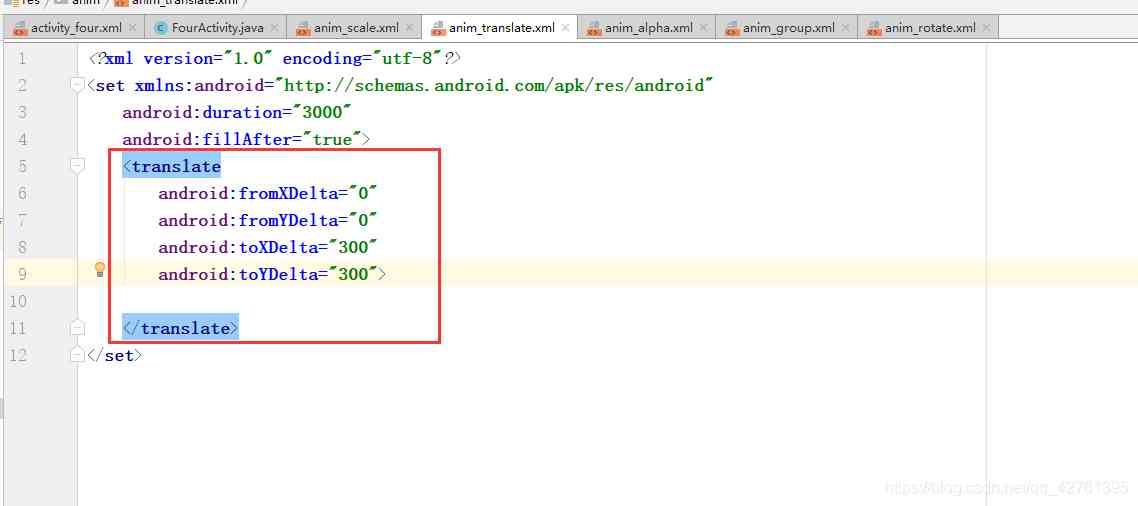 res anim anim_translate.xml
activity_four.xml FourActivity.java anim_scale.xml anim_translate.xml anim_alpha.xml anim_group.xml anim_rotate.xml
1 <?xml version="1.0" encoding="utf-8"?>
2 <set xmlns:android="http://schemas.android.com/apk/res/android"
3 android:duration="3000"
4 android:fillAfter="true">
5 <translate
6 android:fromXDelta="0"
7 android:fromYDelta="0"
8 android:toXDelta="300"
9 android:toYDelta="300">
10
11 </translate>
12 </set>
https://blog.csdn.net/qq_42761395